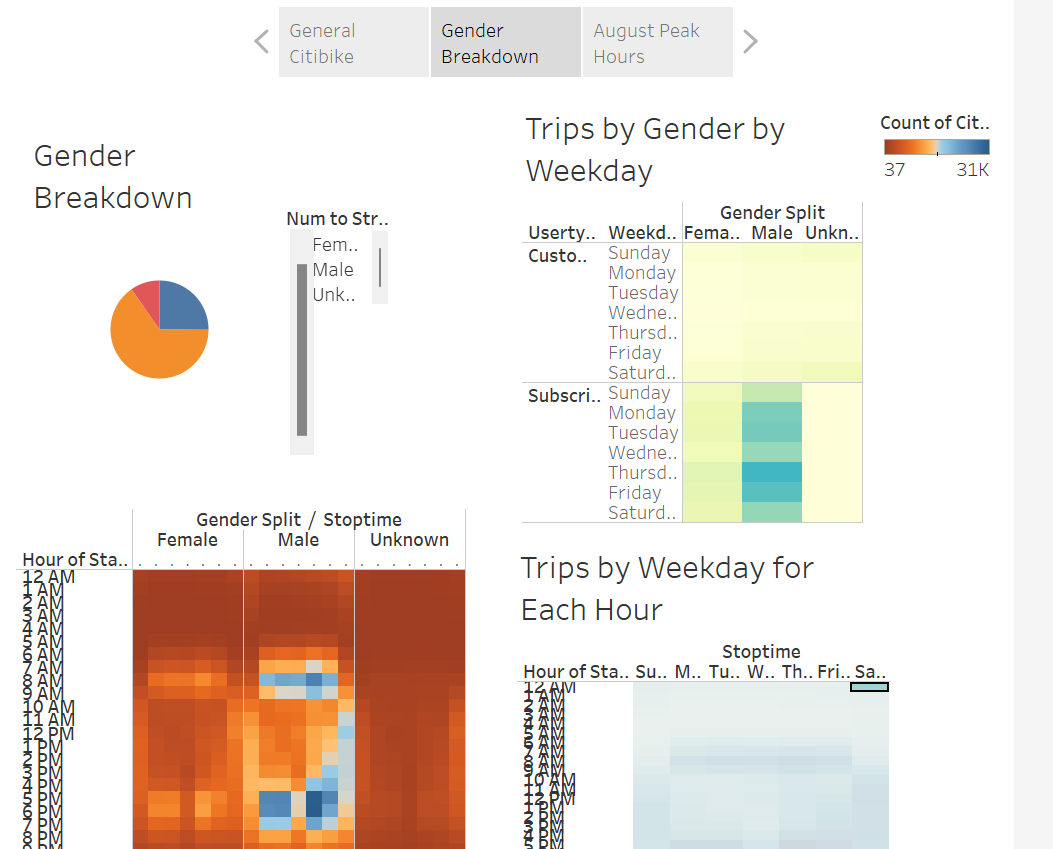 General
Citibike
Gender
Breakdown
August Peak
Hours
Gender
Breakdown
Num to Str..
Fem..
Male
Unk..
Trips by Gender by
Weekday
Count of Cit..
37 31K
Gender Split
Userty.. Weekd.. Fema.. Male Unkn..
Custo.. Sunday
Monday
Tuesday
Wedne..
Thursd..
Friday
Saturd..
Subscri.. Sunday
Monday
Tuesday
Wedne..
Thursd..
Friday
Saturd..
Gender Split / Stoptime
Female Male Unknown
Hour of Sta..
12 AM
1 AM
2 AM
3 AM
4 AM
5 AM
6 AM
7 AM
8 AM
9 AM
10 AM
11 AM
12 PM
1 PM
2 PM
3 PM
4 PM
5 PM
6 PM
7 PM
8 PM
Trips by Weekday for
Each Hour
Stoptime
Hour of Sta.. Su.. M.. Tu.. W.. Th.. Fri.. Sa..
12 AM
1 AM
2 AM
3 AM
4 AM
5 AM
6 AM
7 AM
8 AM
9 AM
10 AM
11 AM
12 PM
1 PM
2 PM
3 PM
4 PM